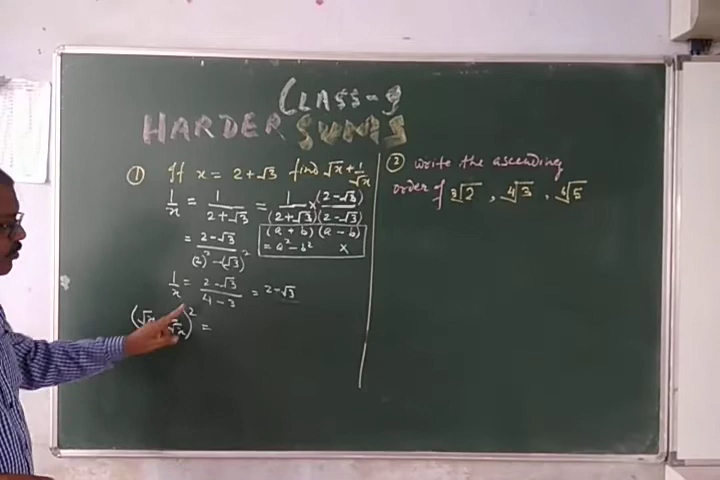 CLASS-9
HARDER SUMS
① If x = 2 + √3 find √x + 1/√x
1/x = 1/(2+√3) = 1/(2+√3) × (2-√3)/(2-√3)
(a + b)(a - b)
= a² - b² x
= (2-√3)/((2)² - (√3)²)
1/x = (2-√3)/(4-3) = 2-√3
(√x 1/√x)² =
② Write the ascending
order of ³√2 , ⁴√3 , ⁶√5